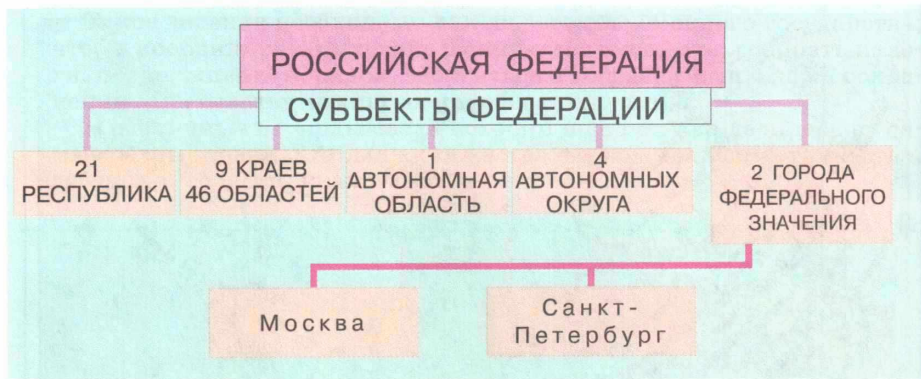 РОССИЙСКАЯ ФЕДЕРАЦИЯ
СУБЪЕКТЫ ФЕДЕРАЦИИ
21
РЕСПУБЛИКА
9 КРАЕВ
46 ОБЛАСТЕЙ
1
АВТОНОМНАЯ
ОБЛАСТЬ
4
АВТОНОМНЫХ
ОКРУГА
2 ГОРОДА
ФЕДЕРАЛЬНОГО
ЗНАЧЕНИЯ
Москва
Санкт-
Петербург